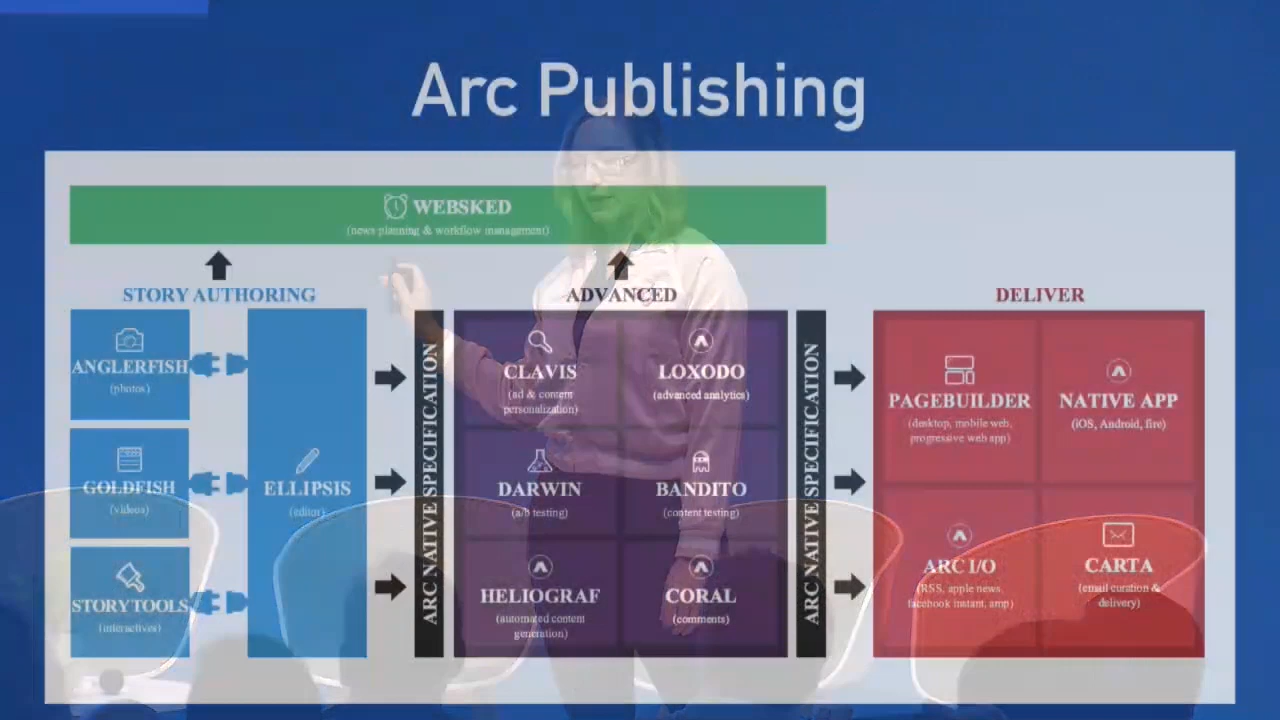 Arc Publishing
WEBSKED
(news planning & workflow management)
STORY AUTHORING
ANGLERFISH
(photos)
GOLDFISH
(videos)
STORYTOOLS
(interactives)
ELLIPSIS
(editor)
ARC NATIVE SPECIFICATION
ADVANCED
CLAVIS
(ad & content
personalization)
LOXODO
(advanced analytics)
DARWIN
(a/b testing)
BANDITO
(content testing)
HELIOGRAF
(automated content
generation)
CORAL
(comments)
ARC NATIVE SPECIFICATION
DELIVER
PAGEBUILDER
(desktop, mobile web,
progressive web app)
NATIVE APP
(iOS, Android, fire)
ARC I/O
(RSS, apple news,
facebook instant, amp)
CARTA
(email curation &
delivery)